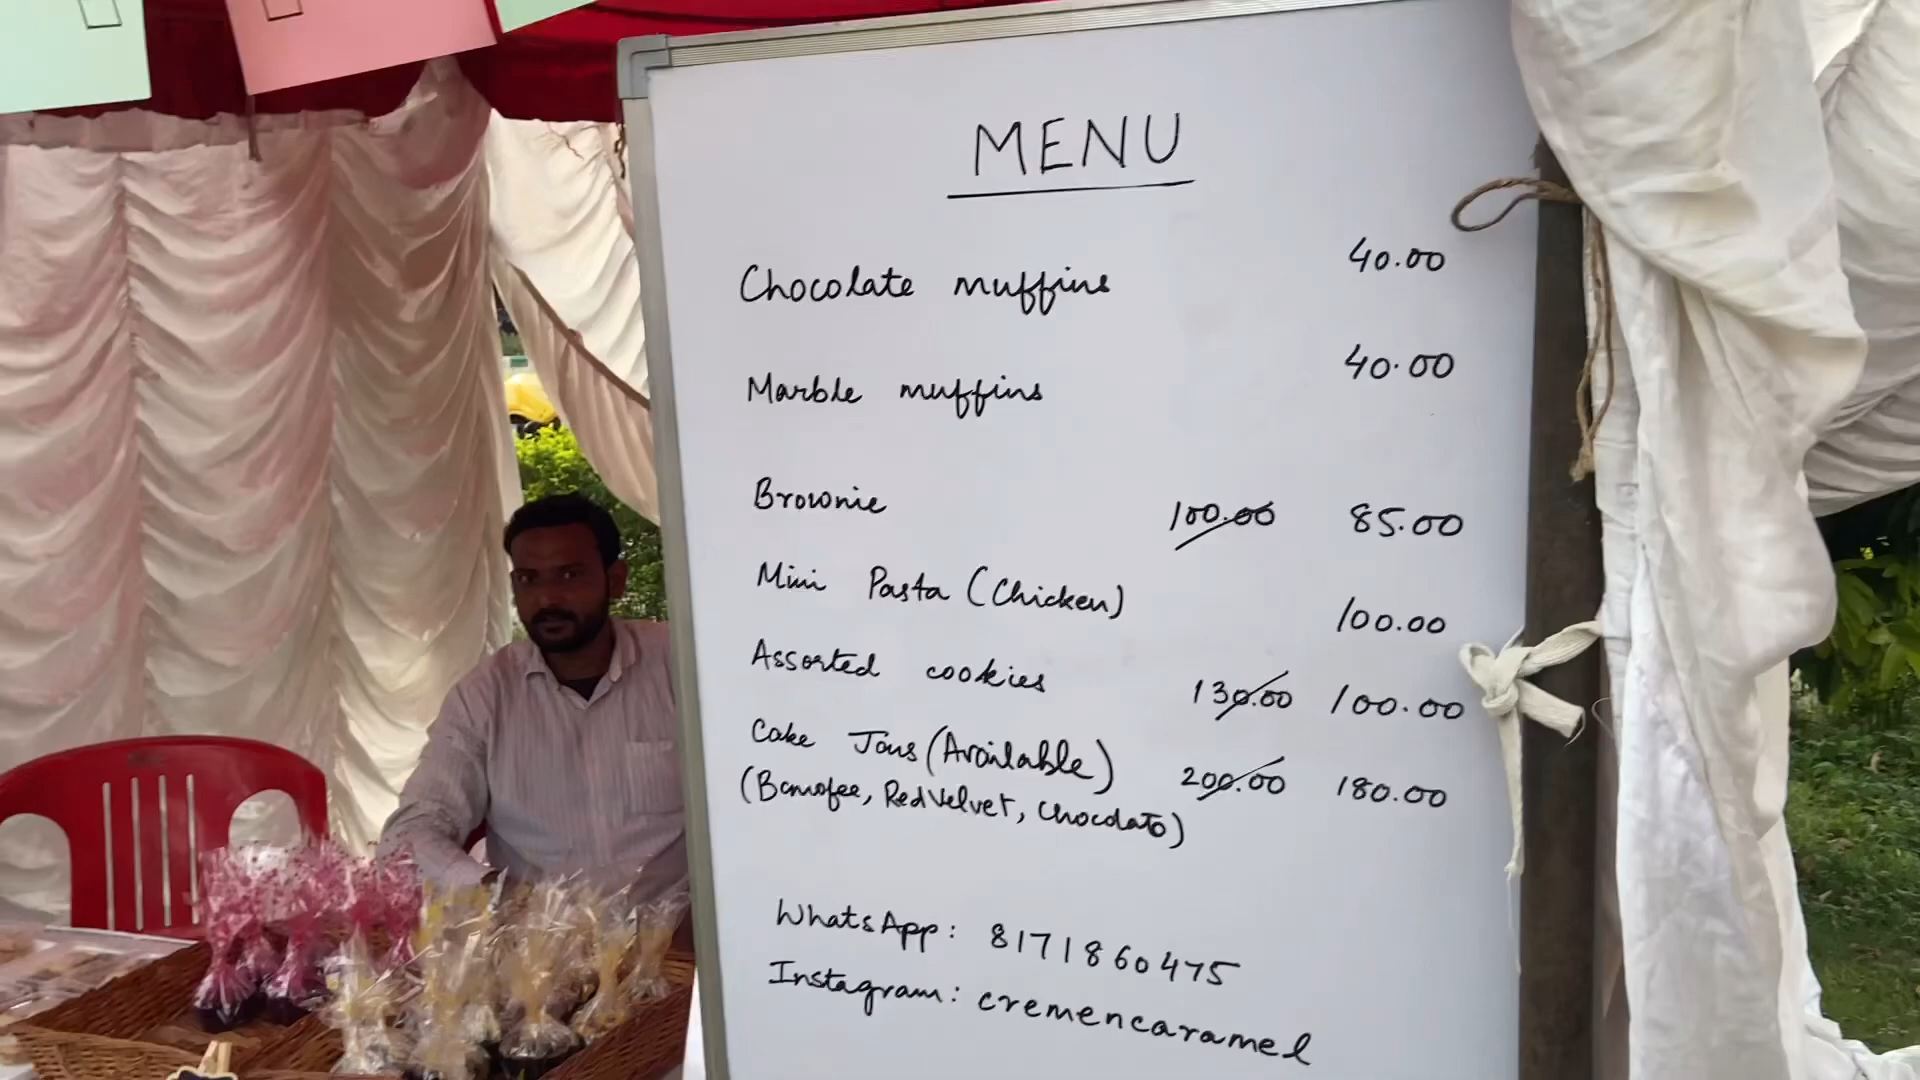 MENU
Chocolate muffins 40.00
Marble muffins 40.00
Brownie 100.00 85.00
Mini Pasta (Chicken) 100.00
Assorted cookies 130.00 100.00
Cake Jars (Available) 200.00 180.00
(Banofee, Red Velvet, Chocolate)
WhatsApp: 8171860475
Instagram: cremencaramel